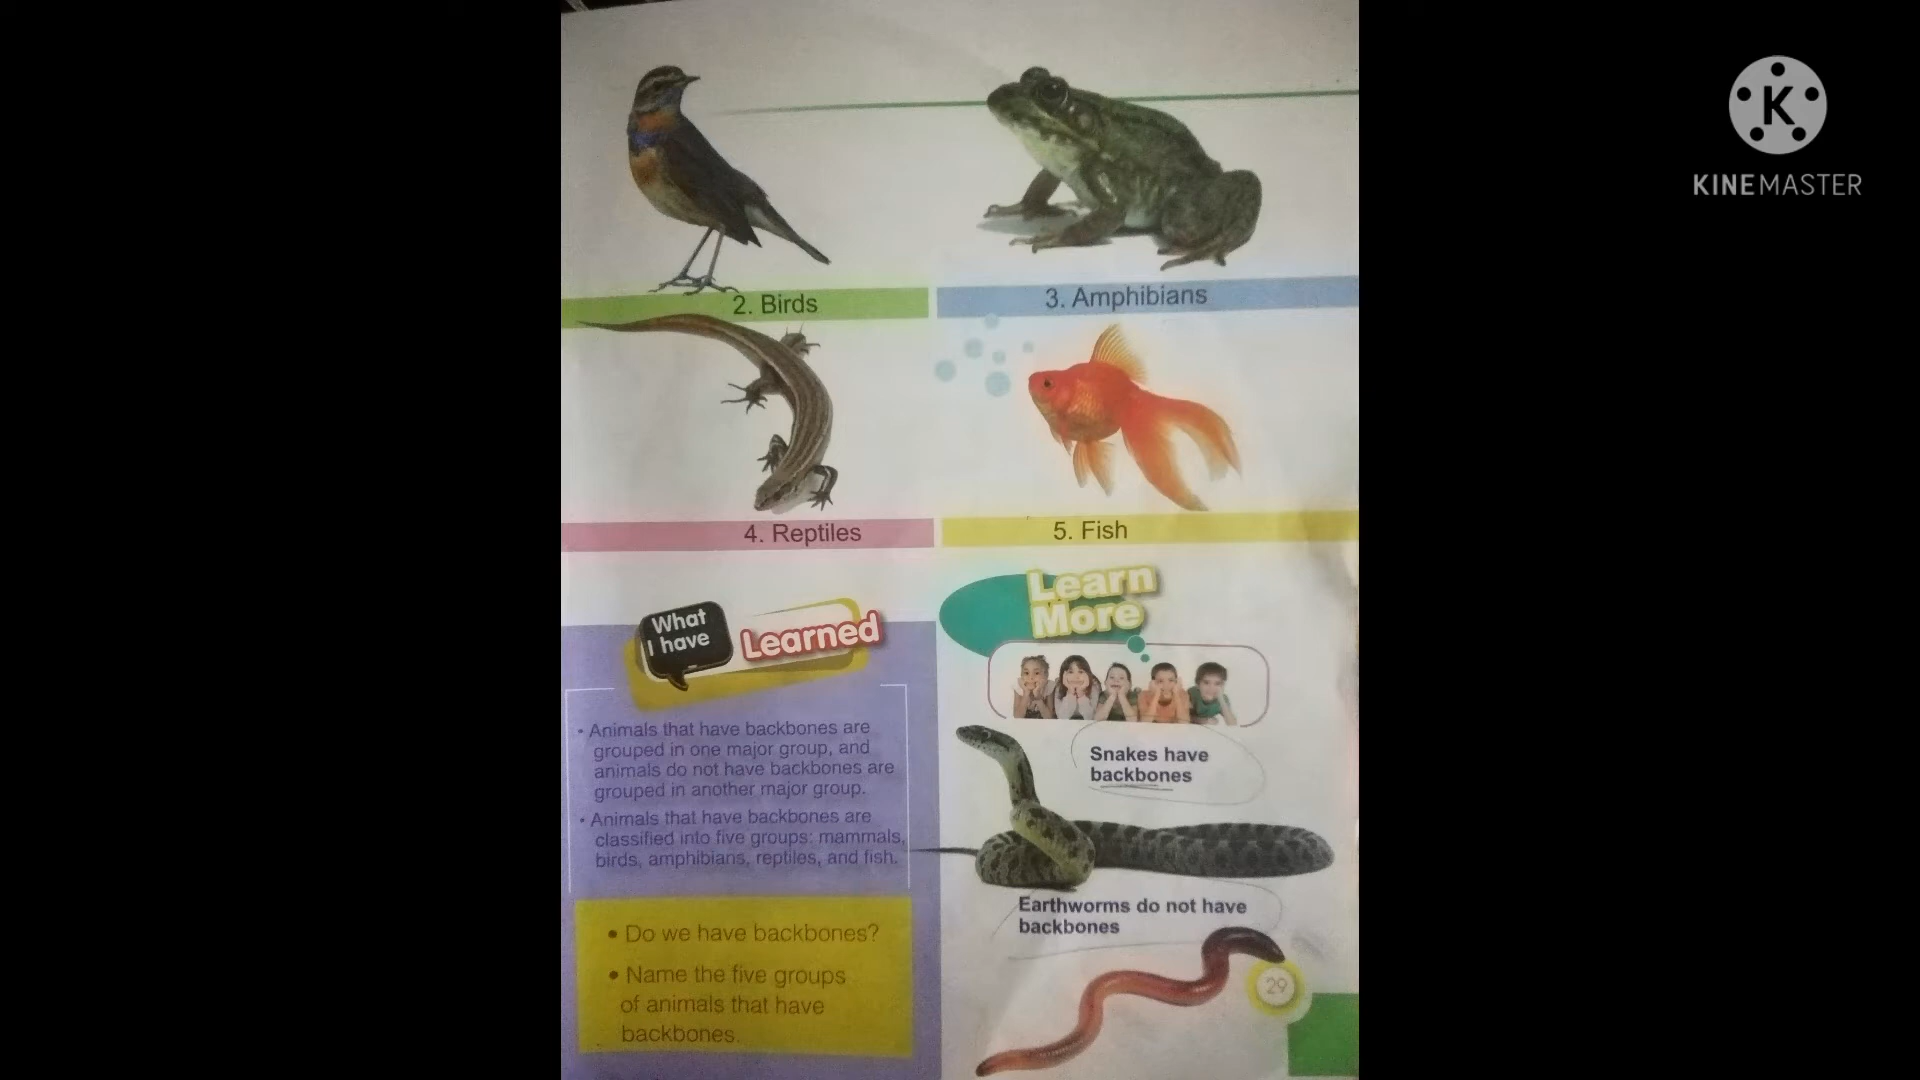 KINEMASTER
2. Birds
3. Amphibians
4. Reptiles
5. Fish
What
I have
Learned
• Animals that have backbones are
grouped in one major group, and
animals do not have backbones are
grouped in another major group.
• Animals that have backbones are
classified into five groups: mammals,
birds, amphibians, reptiles, and fish.
• Do we have backbones?
• Name the five groups
of animals that have
backbones.
Learn
More
Snakes have
backbones
Earthworms do not have
backbones
29